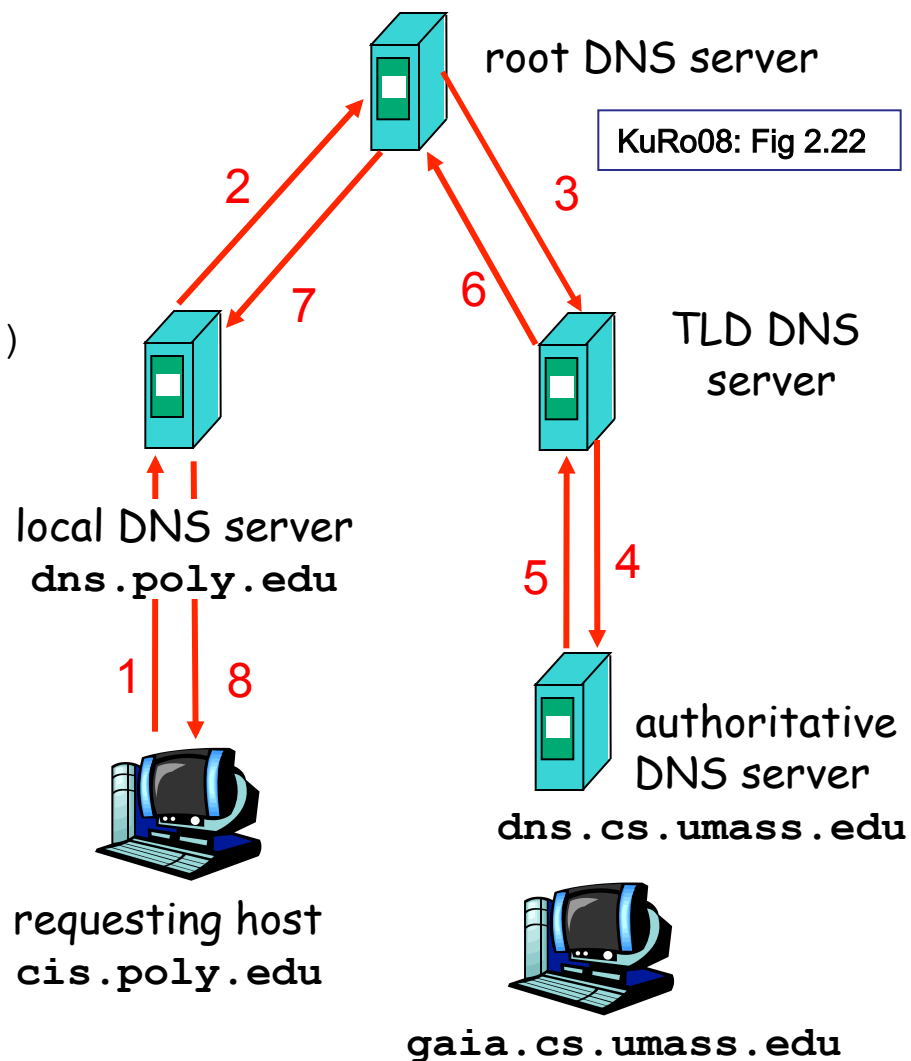 root DNS server
KuRo08: Fig 2.22
2
3
7
6
)
TLD DNS
server
local DNS server
dns.poly.edu
5
4
1
8
authoritative
DNS server
dns.cs.umass.edu
requesting host
cis.poly.edu
gaia.cs.umass.edu